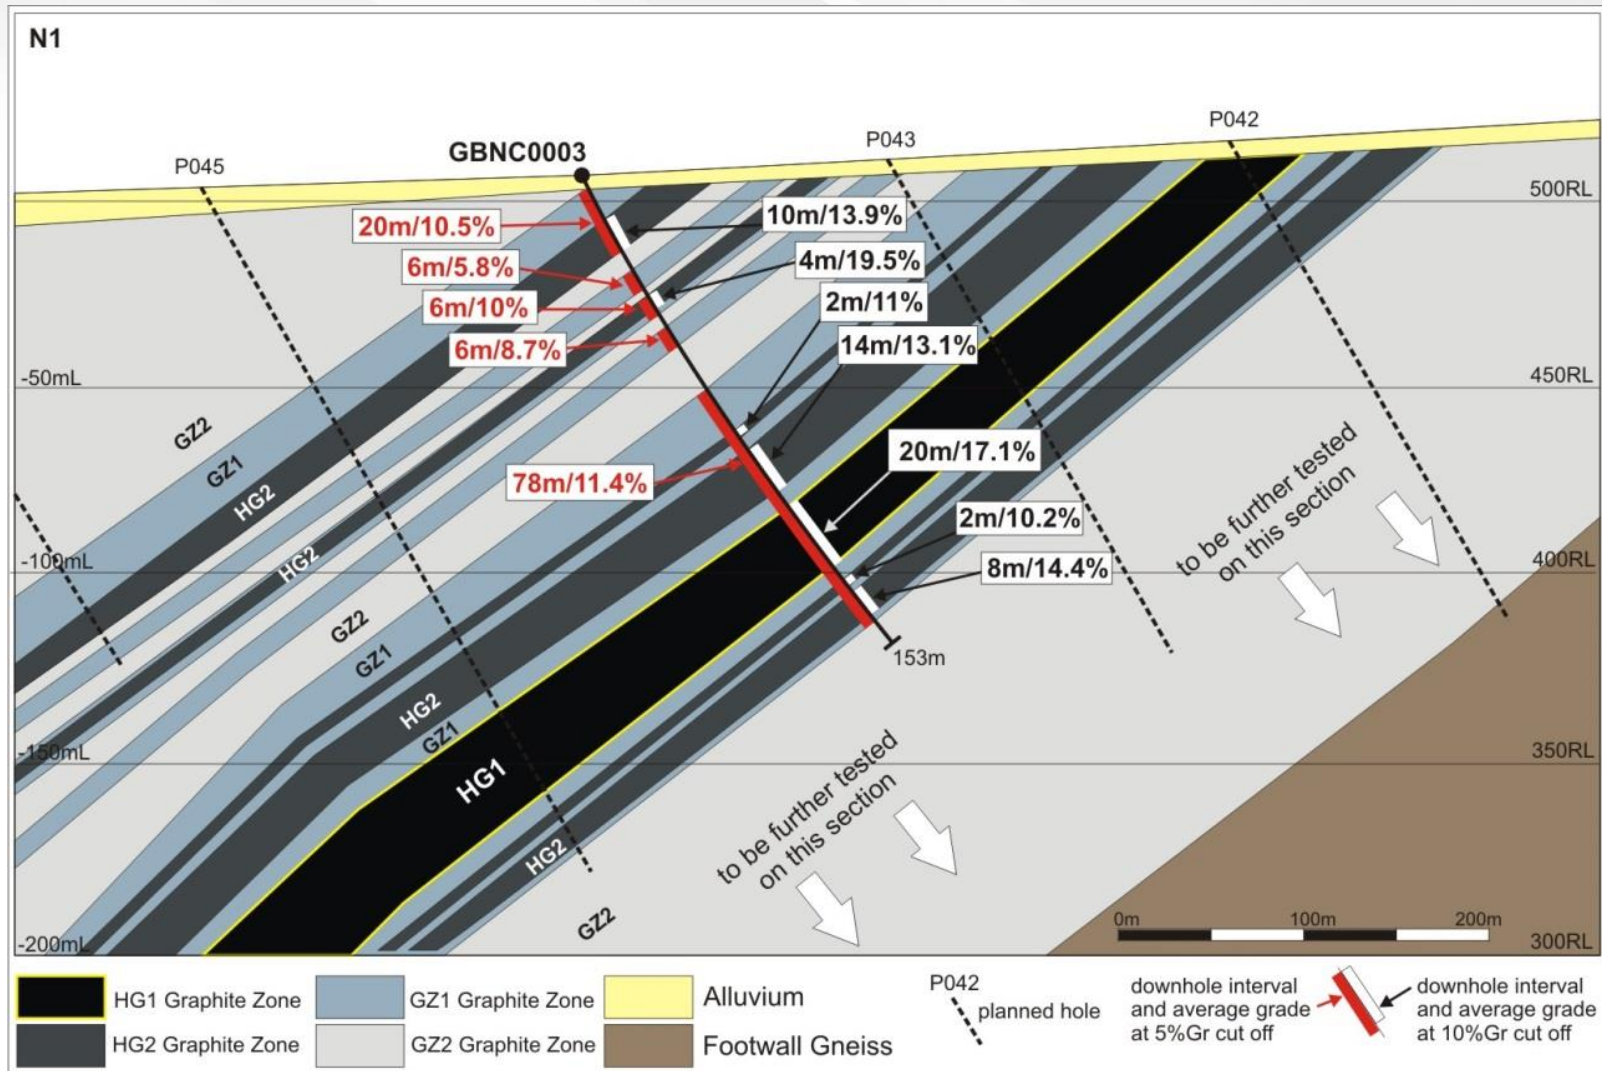 N1
P042
P043
GBNC0003
P045
500RL
20m/10.5%
10m/13.9%
6m/5.8%
4m/19.5%
6m/10%
2m/11%
6m/8.7%
14m/13.1%
-50mL
450RL
GZ2
GZ1
HG2
78m/11.4%
20m/17.1%
2m/10.2%
to be further tested
on this section
-100mL
HG2
8m/14.4%
400RL
GZ2
GZ1
153m
HG2
GZ1
-150mL
HG1
350RL
to be further tested
on this section
HG2
GZ2
0m 100m 200m
-200mL
300RL
HG1 Graphite Zone
GZ1 Graphite Zone
Alluvium
HG2 Graphite Zone
GZ2 Graphite Zone
Footwall Gneiss
P042
planned hole
downhole interval
and average grade
at 5%Gr cut off
downhole interval
and average grade
at 10%Gr cut off